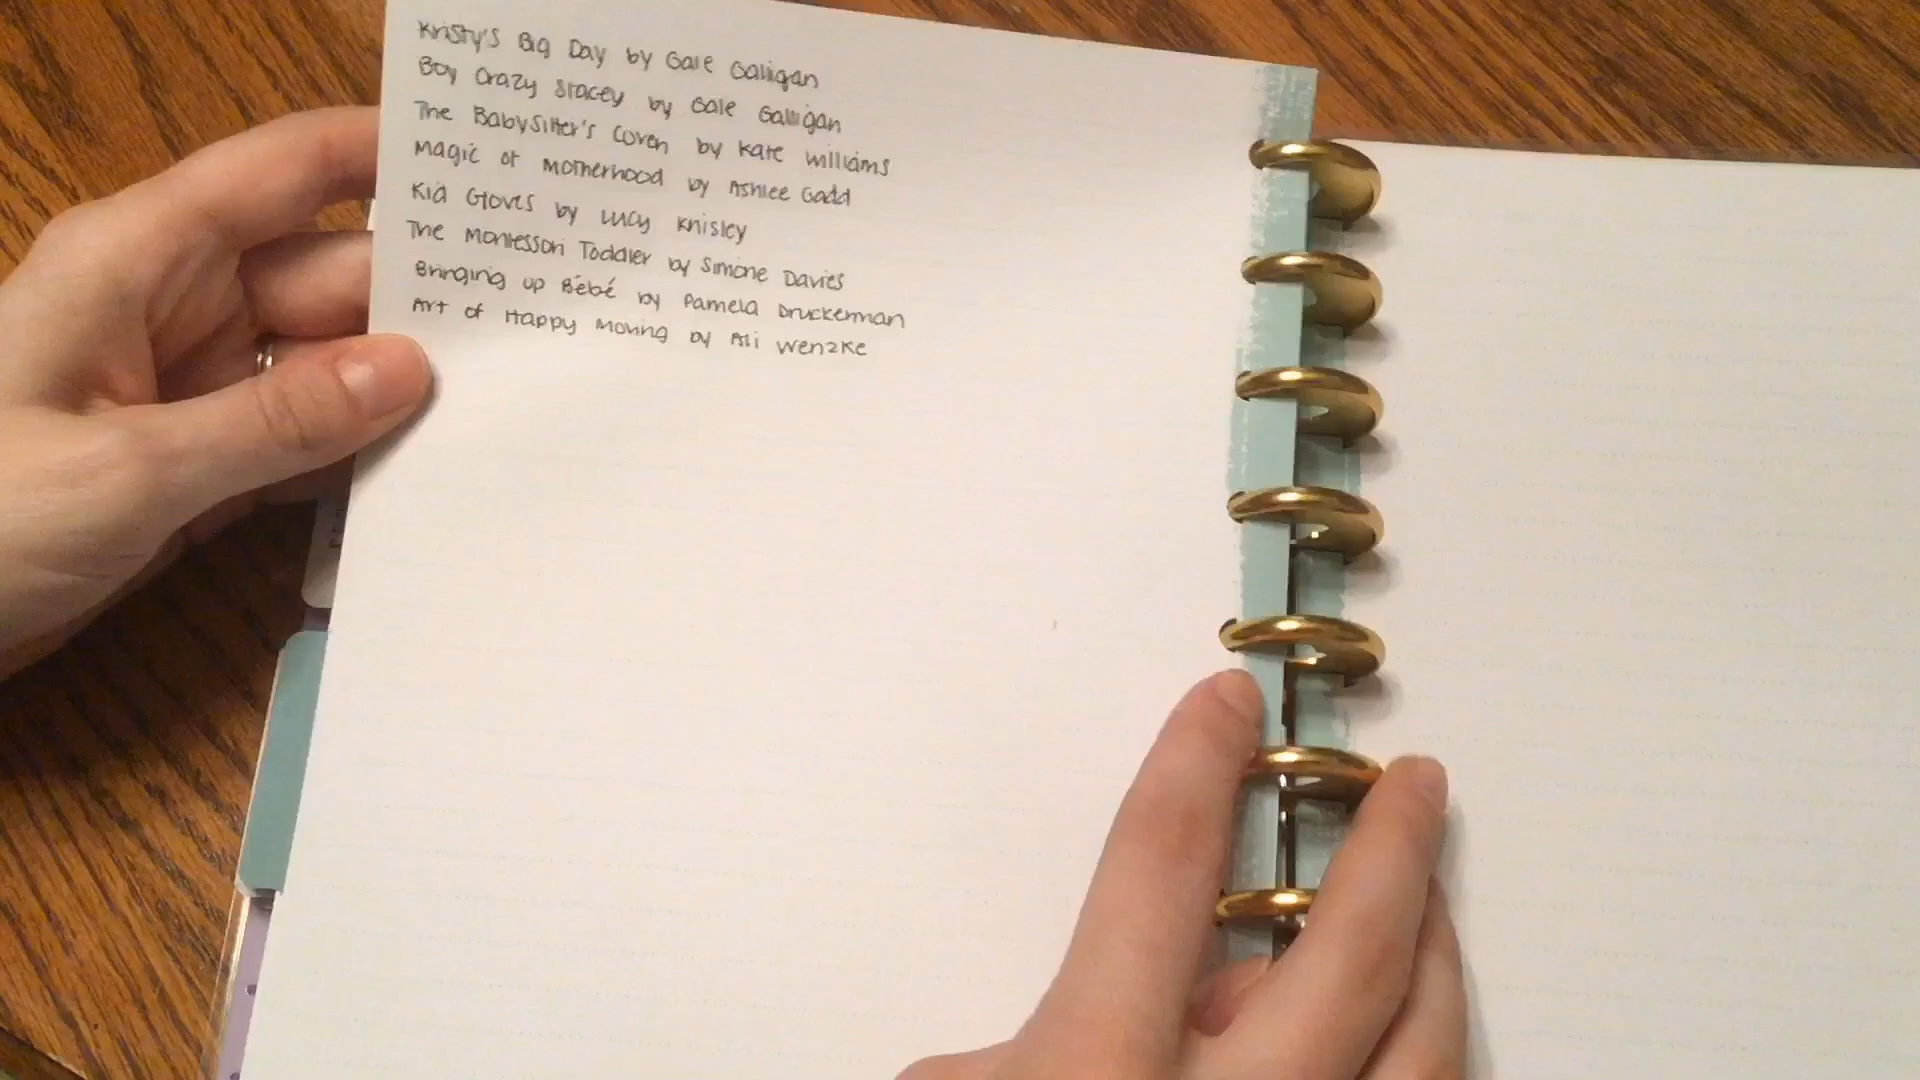 Kristy's Big Day by Gale Galligan
Boy Crazy Stacey by Gale Galligan
The Babysitter's Coven by Kate Williams
Magic of Motherhood by Ashlee Gadd
Kid Gloves by Lucy Knisley
The Montessori Toddler by Simone Davies
Bringing up Bébé by Pamela Druckerman
Art of Happy Moving by Ali Wenzke